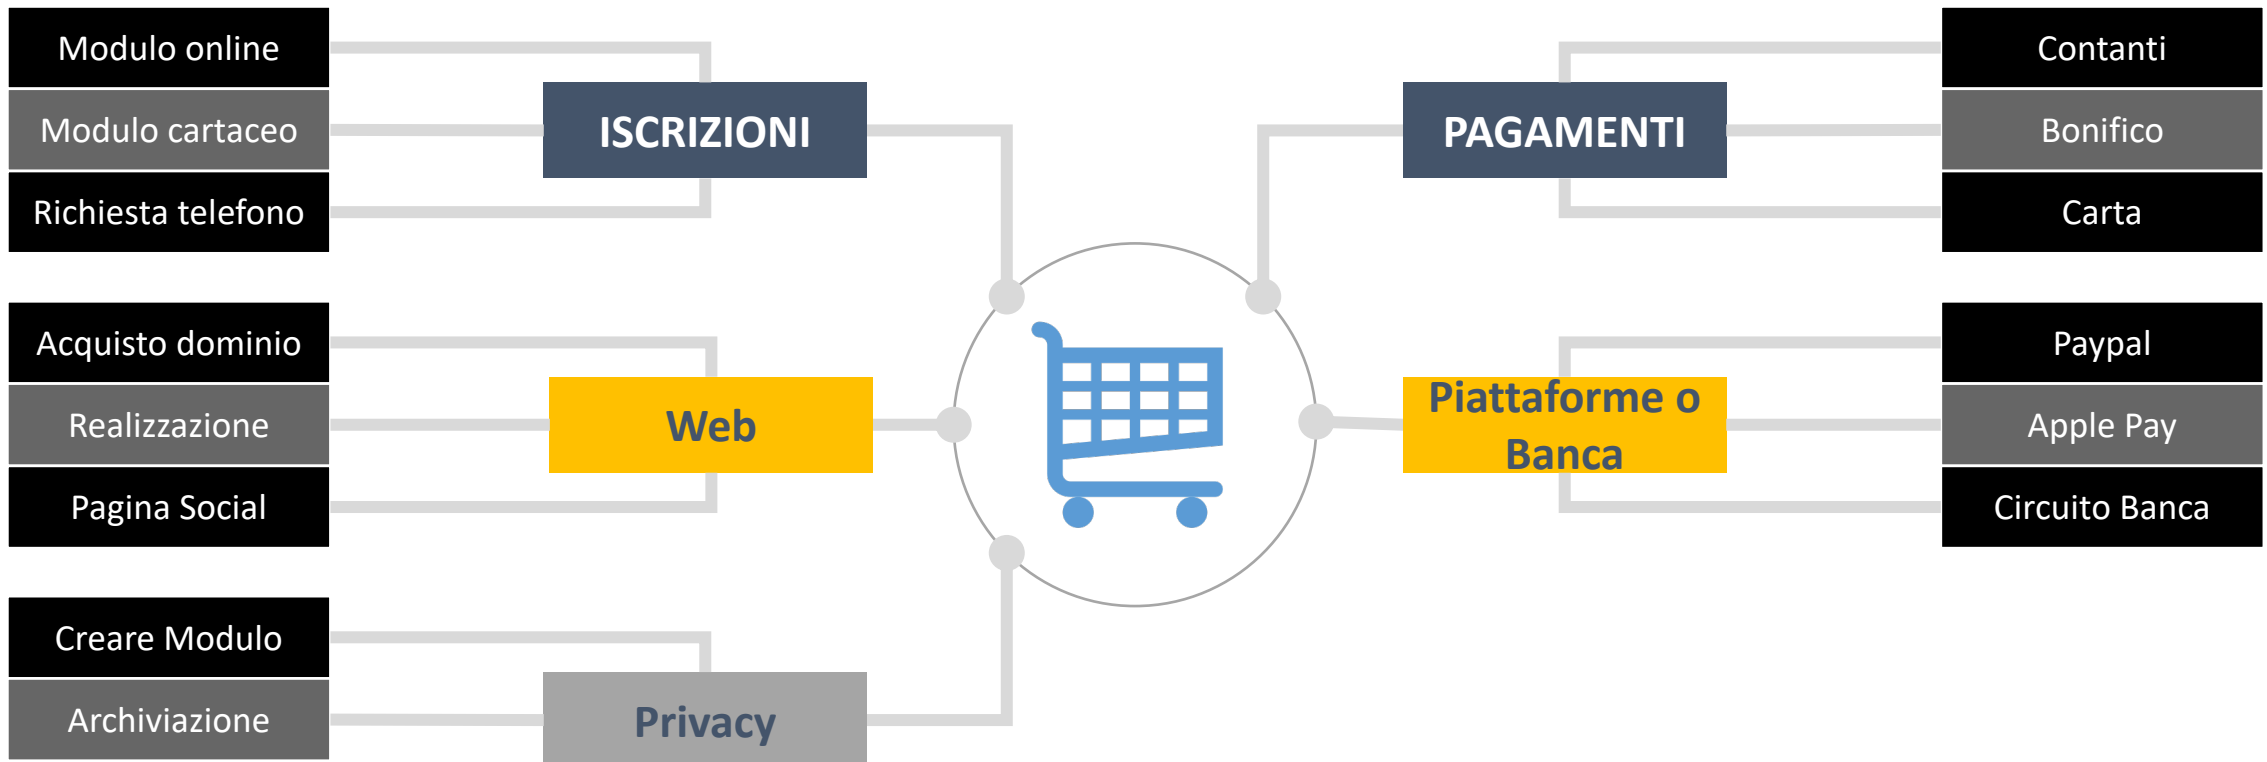 Modulo online
Modulo cartaceo
Richiesta telefono
ISCRIZIONI
Acquisto dominio
Realizzazione
Pagina Social
Web
Creare Modulo
Archiviazione
Privacy
PAGAMENTI
Contanti
Bonifico
Carta
Piattaforme o
Banca
Paypal
Apple Pay
Circuito Banca